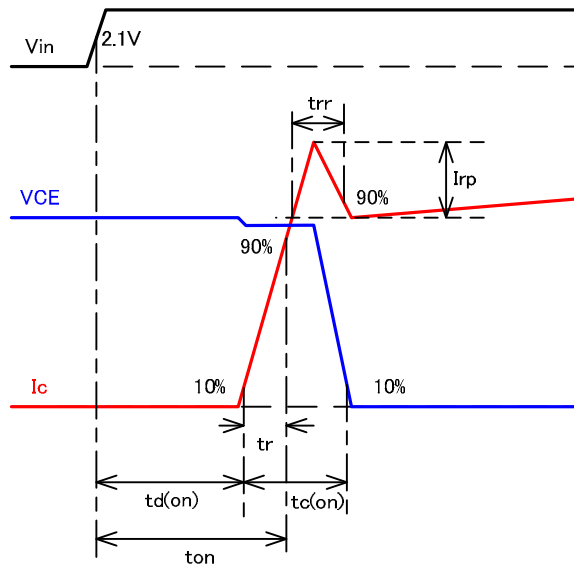 Vin
2.1V
trr
Irp
VCE
90%
90%
Ic
10%
10%
tr
td(on)
tc(on)
ton